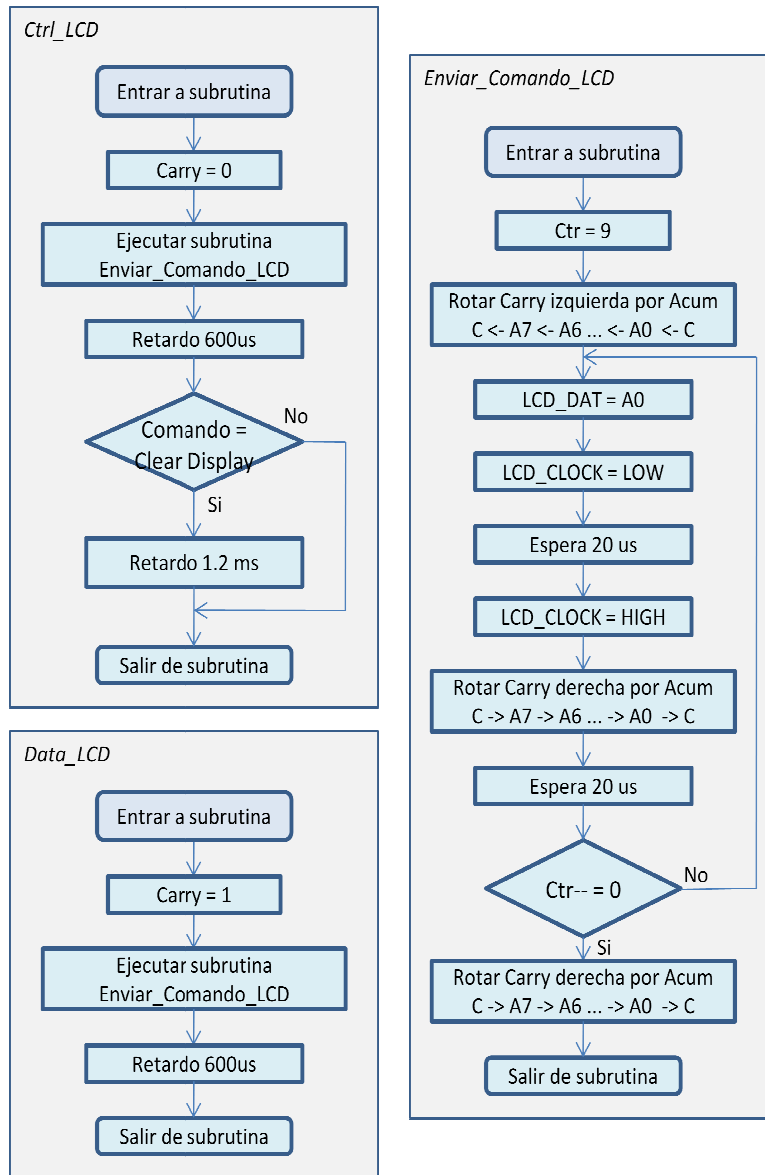 Ctrl_LCD
Entrar a subrutina
Carry = 0
Ejecutar subrutina
Enviar_Comando_LCD
Retardo 600us
Comando =
Clear Display
No
Si
Retardo 1.2 ms
Salir de subrutina
Data_LCD
Entrar a subrutina
Carry = 1
Ejecutar subrutina
Enviar_Comando_LCD
Retardo 600us
Salir de subrutina
Enviar_Comando_LCD
Entrar a subrutina
Ctr = 9
Rotar Carry izquierda por Acum
C <- A7 <- A6 ... <- A0 <- C
LCD_DAT = A0
LCD_CLOCK = LOW
Espera 20 us
LCD_CLOCK = HIGH
Rotar Carry derecha por Acum
C -> A7 -> A6 ... -> A0 -> C
Espera 20 us
Ctr-- = 0
No
Si
Rotar Carry derecha por Acum
C -> A7 -> A6 ... -> A0 -> C
Salir de subrutina